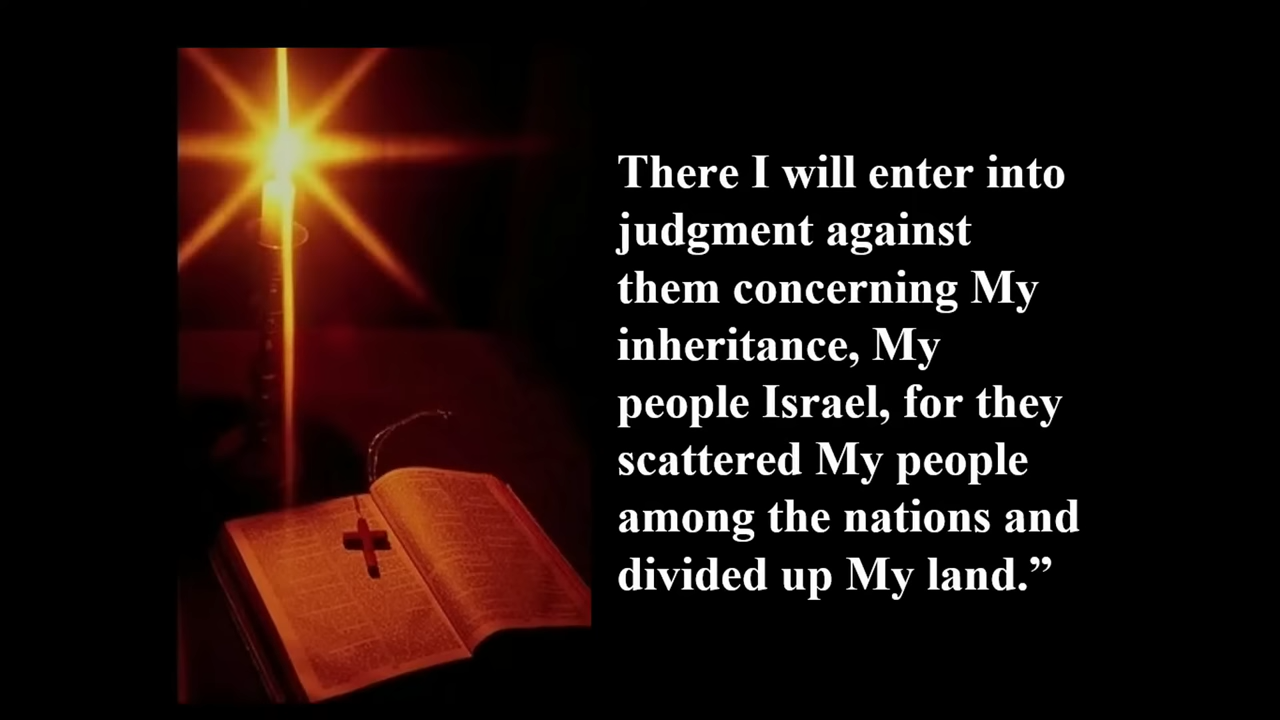 There I will enter into
judgment against
them concerning My
inheritance, My
people Israel, for they
scattered My people
among the nations and
divided up My land.”